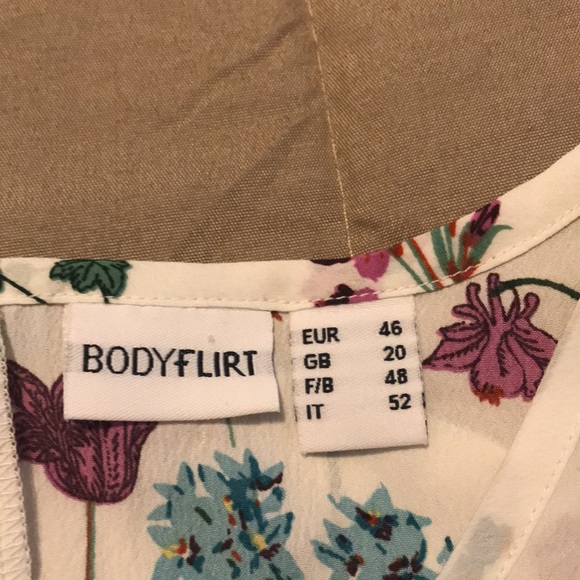 BODYFLIRT
EUR 46
GB 20
F/B 48
IT 52